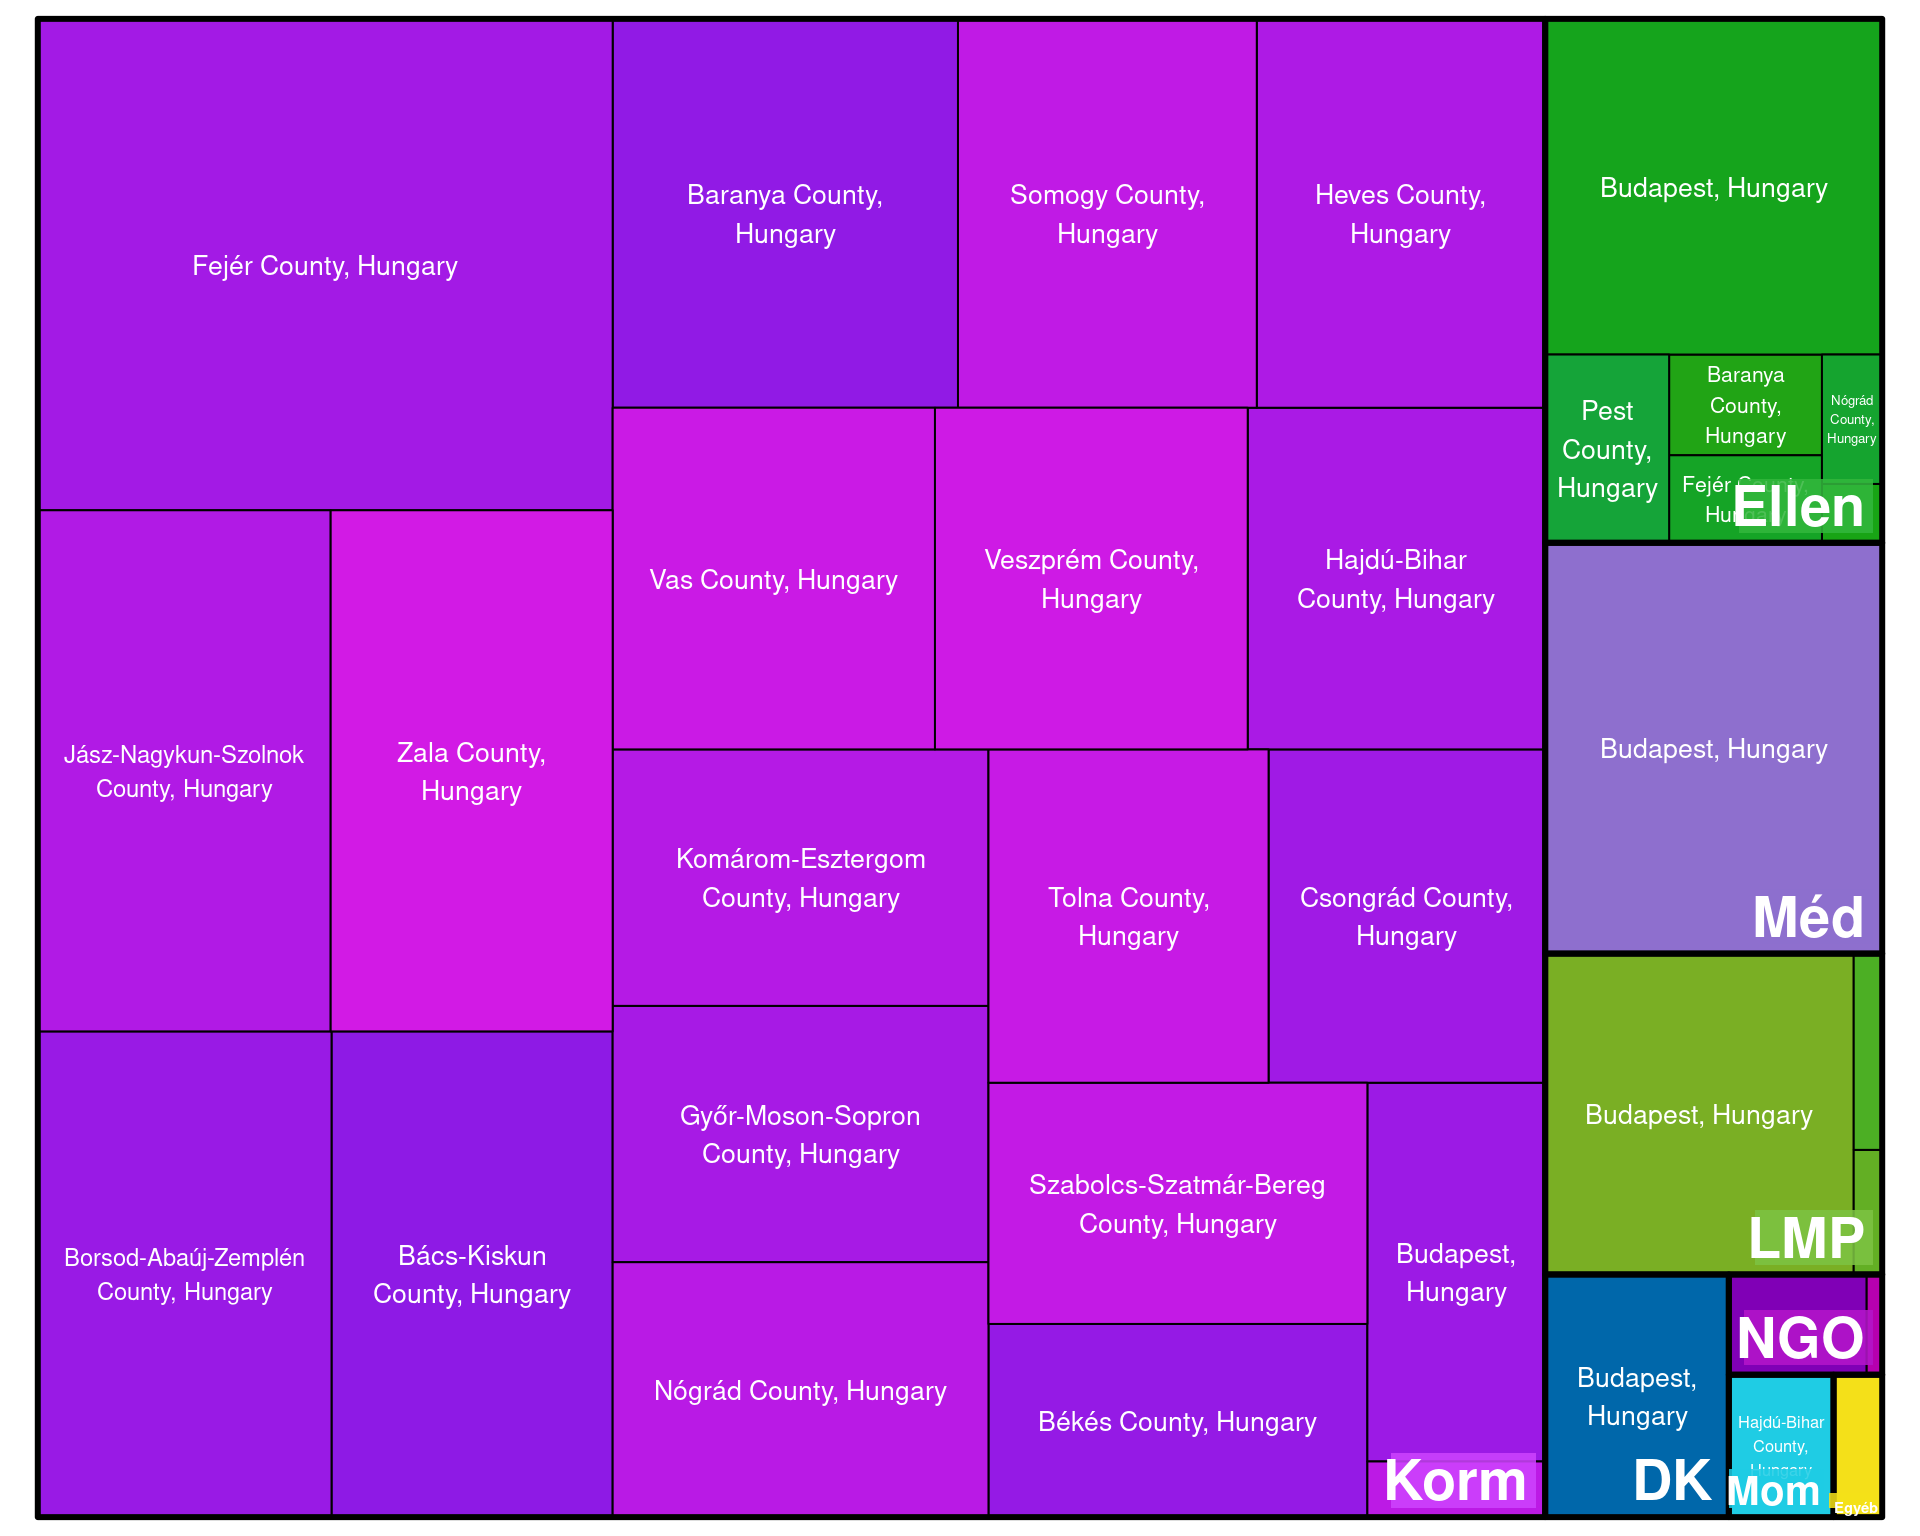 Fejér County, Hungary
Baranya County,
Hungary
Somogy County,
Hungary
Heves County,
Hungary
Budapest, Hungary
Pest
County,
Hungary
Baranya
County,
Hungary
Nógrád
County,
Hungary
Fejér County,
Hungary
Ellen
Vas County, Hungary
Veszprém County,
Hungary
Hajdú-Bihar
County, Hungary
Jász-Nagykun-Szolnok
County, Hungary
Zala County,
Hungary
Budapest, Hungary
Méd
Komárom-Esztergom
County, Hungary
Tolna County,
Hungary
Csongrád County,
Hungary
Győr-Moson-Sopron
County, Hungary
Budapest, Hungary
LMP
Borsod-Abaúj-Zemplén
County, Hungary
Bács-Kiskun
County, Hungary
Szabolcs-Szatmár-Bereg
County, Hungary
Budapest,
Hungary
Nógrád County, Hungary
Békés County, Hungary
Korm
Budapest,
Hungary
DK
NGO
Hajdú-Bihar
County,
Hungary
Mom
Egyéb